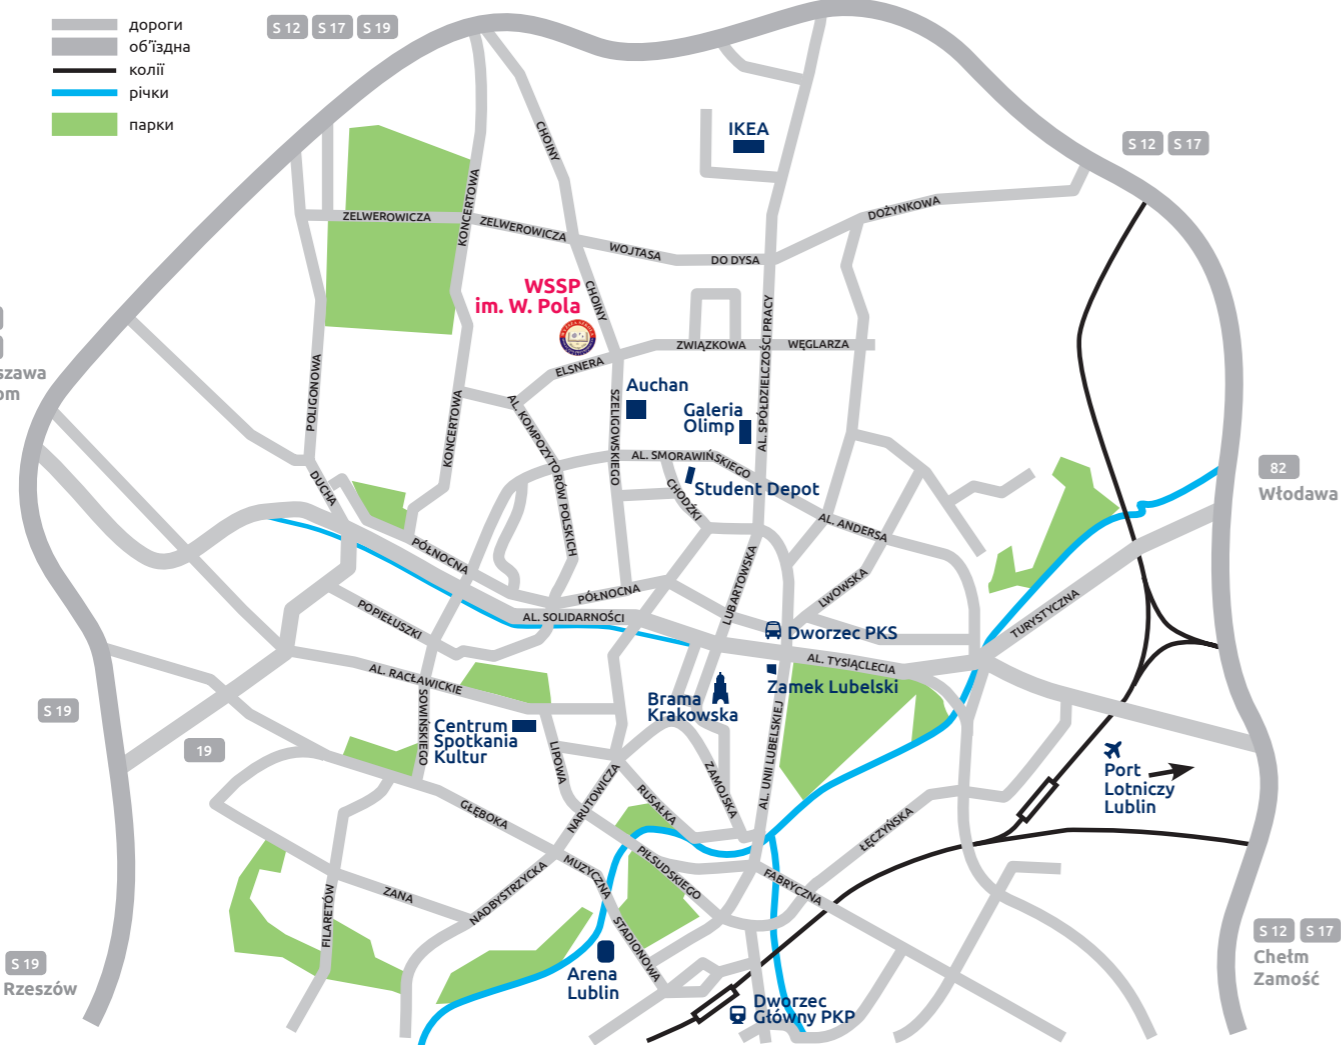 дороги
об'їздна
колії
річки
парки
S 12 S 17 S 19
S 12 S 17
IKEA
CHOINY
KONCERTOWA
ZELWEROWICZA
ZELWEROWICZA
WOJTASA
DO DYSA
DOŻYNKOWA
WSSP
im. W. Pola
CHOINY
ZWIĄZKOWA
WĘGLARZA
AL. SPÓŁDZIELCZOŚCI PRACY
ELSNERA
szawa
om
POLIGONOWA
KONCERTOWA
AL. KOMPOZYTORÓW POLSKICH
SZELIGOWSKIEGO
Auchan
Galeria
Olimp
AL. SMORAWIŃSKIEGO
CHODŹKI
Student Depot
82
Włodawa
DUCHA
PÓŁNOCNA
AL. ANDERSA
LUBARTOWSKA
LWOWSKA
PÓŁNOCNA
POPIEŁUSZKI
AL. SOLIDARNOŚCI
TURYSTYCZNA
Dworzec PKS
AL. TYSIĄCLECIA
AL. RACŁAWICKIE
Zamek Lubelski
Brama
Krakowska
S 19
19
SOWIŃSKIEGO
Centrum
Spotkania
Kultur
LIPOWA
AL. UNII LUBELSKIEJ
ZAMOJSKA
NARUTOWICZA
RUSAŁKA
Port
Lotniczy
Lublin
GŁĘBOKA
ŁĘCZYŃSKA
PIŁSUDSKIEGO
MUZYCZNA
FABRYCZNA
ZANA
NADBYSTRZYCKA
FILARETÓW
STADIONOWA
S 12 S 17
Chełm
Zamość
S 19
Rzeszów
Arena
Lublin
Dworzec
Główny PKP